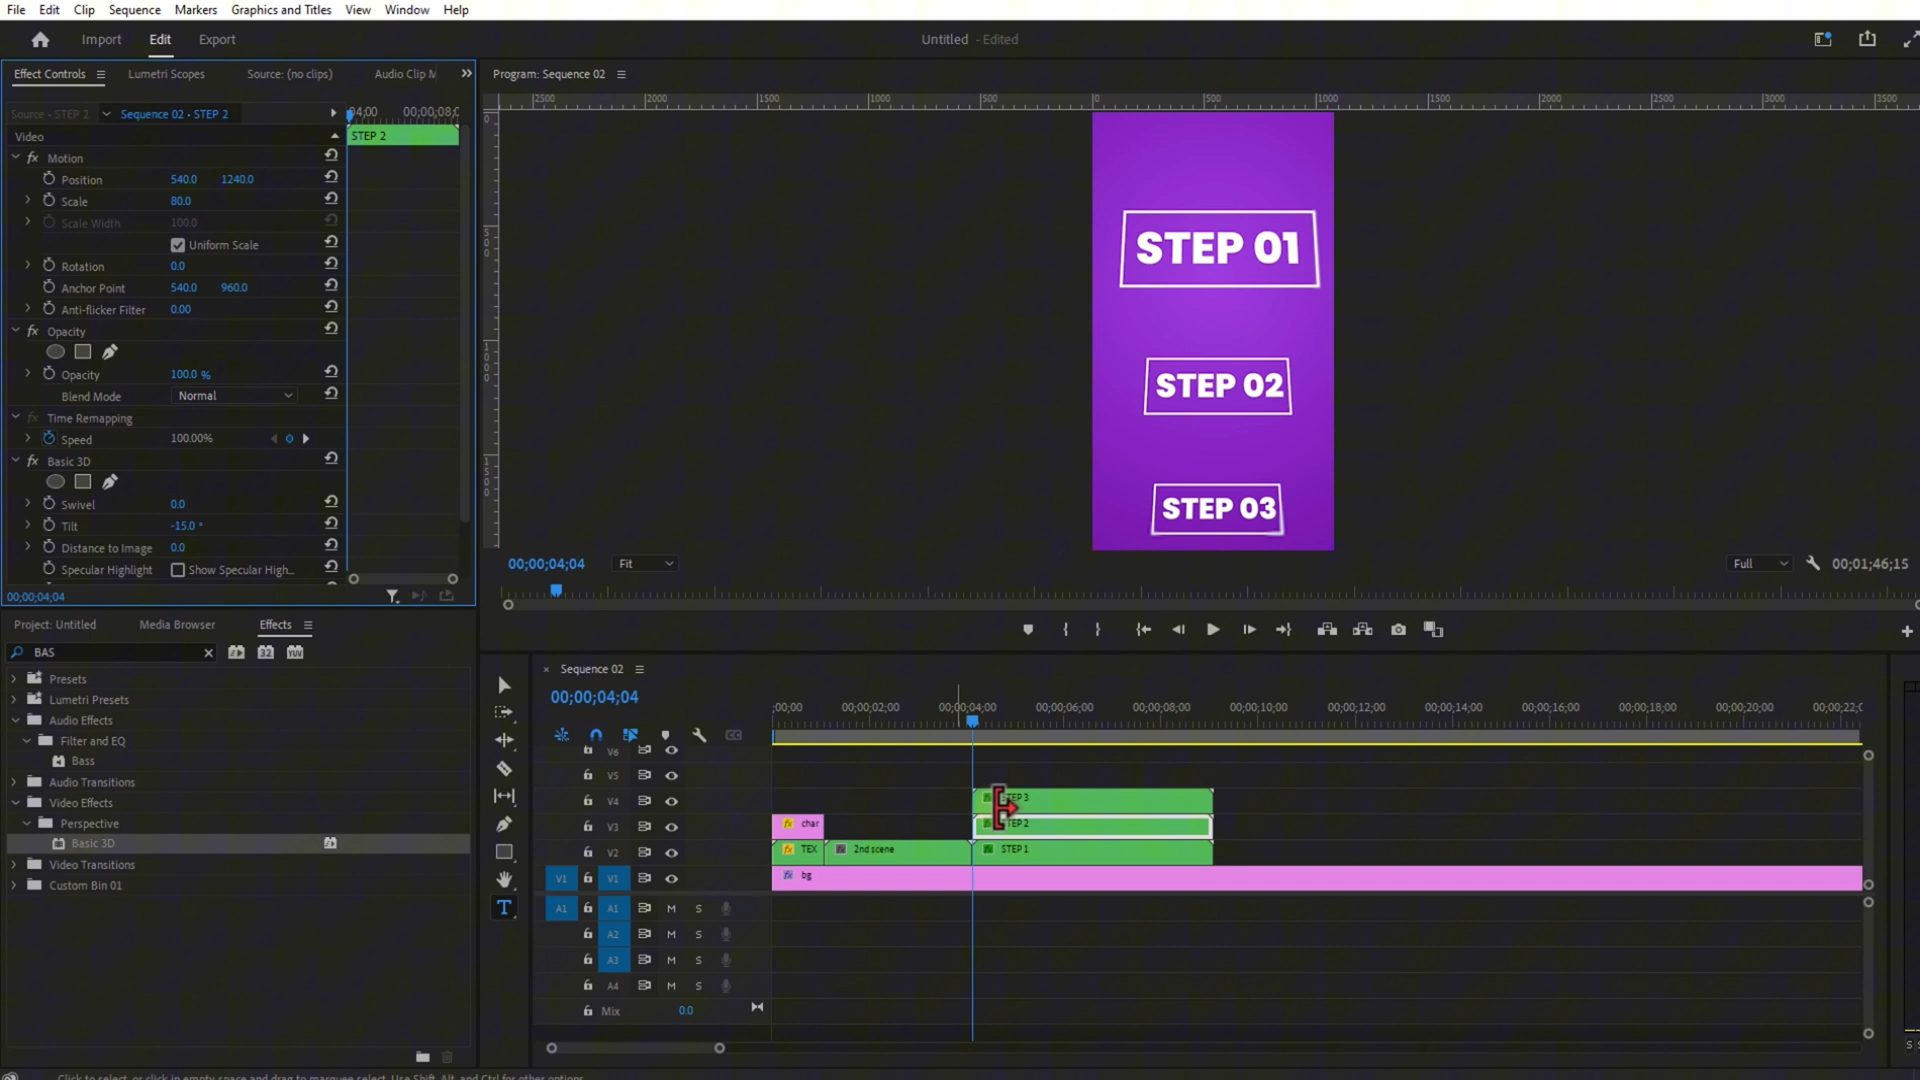 File Edit Clip Sequence Markers Graphics and Titles View Window Help
Import Edit Export
Untitled - Edited
Effect Controls Lumetri Scopes Source: (no clips) Audio Clip M
Program: Sequence 02
Source - STEP 2 Sequence 02 - STEP 2
04;00 00;00;08;0
Video
STEP 2
Motion
Position 540.0 1240.0
Scale 80.0
Scale Width 100.0
Uniform Scale
Rotation 0.0
Anchor Point 540.0 960.0
Anti-flicker Filter 0.00
Opacity
Opacity 100.0 %
Blend Mode Normal
Time Remapping
Speed 100.00%
Basic 3D
Swivel 0.0
Tilt -15.0 °
Distance to Image 0.0
Specular Highlight Show Specular High...
00;00;04;04
2500 2000 1500 1000 500 0 500 1000 1500 2000 2500 3000 3500
0
500
1000
1500
STEP 01
STEP 02
STEP 03
00;00;04;04 Fit Full 00;01;46;15
Project: Untitled Media Browser Effects
BAS
32 YUV
Presets
Lumetri Presets
Audio Effects
Filter and EQ
Bass
Audio Transitions
Video Effects
Perspective
Basic 3D
Video Transitions
Custom Bin 01
Sequence 02
00;00;04;04
;00;00 00;00;02;00 00;00;04;00 00;00;06;00 00;00;08;00 00;00;10;00 00;00;12;00 00;00;14;00 00;00;16;00 00;00;18;00 00;00;20;00 00;00;22;0
V6
V5
V4 TEP 3
V3 char TEP 2
V2 TEX 2nd scene STEP 1
V1 V1 bg
A1 A1 M S
A2 M S
A3 M S
A4 M S
Mix 0.0
Click to select, or click in empty space and drag to marquee select. Use Shift, Alt, and Ctrl for other options.